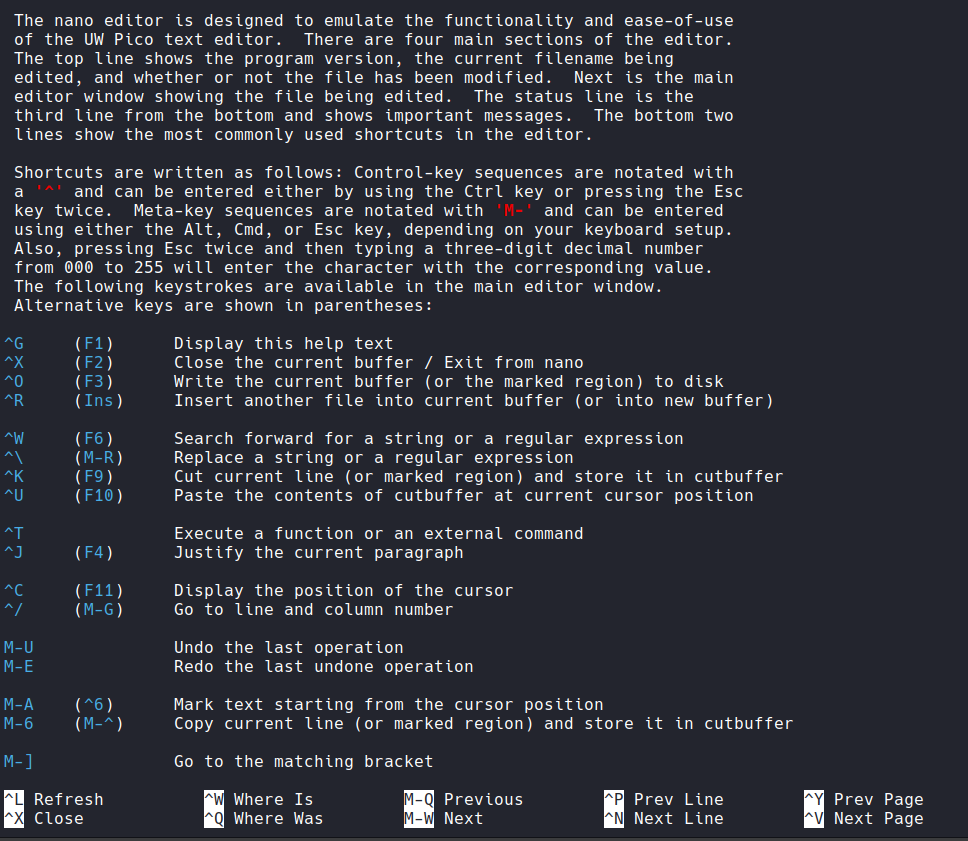 The nano editor is designed to emulate the functionality and ease-of-use
of the UW Pico text editor.  There are four main sections of the editor.
The top line shows the program version, the current filename being
edited, and whether or not the file has been modified.  Next is the main
editor window showing the file being edited.  The status line is the
third line from the bottom and shows important messages.  The bottom two
lines show the most commonly used shortcuts in the editor.

Shortcuts are written as follows: Control-key sequences are notated with
a '^' and can be entered either by using the Ctrl key or pressing the Esc
key twice.  Meta-key sequences are notated with 'M-' and can be entered
using either the Alt, Cmd, or Esc key, depending on your keyboard setup.
Also, pressing Esc twice and then typing a three-digit decimal number
from 000 to 255 will enter the character with the corresponding value.
The following keystrokes are available in the main editor window.
Alternative keys are shown in parentheses:

^G     (F1)      Display this help text
^X     (F2)      Close the current buffer / Exit from nano
^O     (F3)      Write the current buffer (or the marked region) to disk
^R     (Ins)     Insert another file into current buffer (or into new buffer)

^W     (F6)      Search forward for a string or a regular expression
^\     (M-R)     Replace a string or a regular expression
^K     (F9)      Cut current line (or marked region) and store it in cutbuffer
^U     (F10)     Paste the contents of cutbuffer at current cursor position

^T               Execute a function or an external command
^J     (F4)      Justify the current paragraph

^C     (F11)     Display the position of the cursor
^/     (M-G)     Go to line and column number

M-U              Undo the last operation
M-E              Redo the last undone operation

M-A    (^6)      Mark text starting from the cursor position
M-6    (M-^)     Copy current line (or marked region) and store it in cutbuffer

M-]              Go to the matching bracket

^L Refresh          ^W Where Is         M-Q Previous        ^P Prev Line        ^Y Prev Page
^X Close            ^Q Where Was        M-W Next            ^N Next Line        ^V Next Page